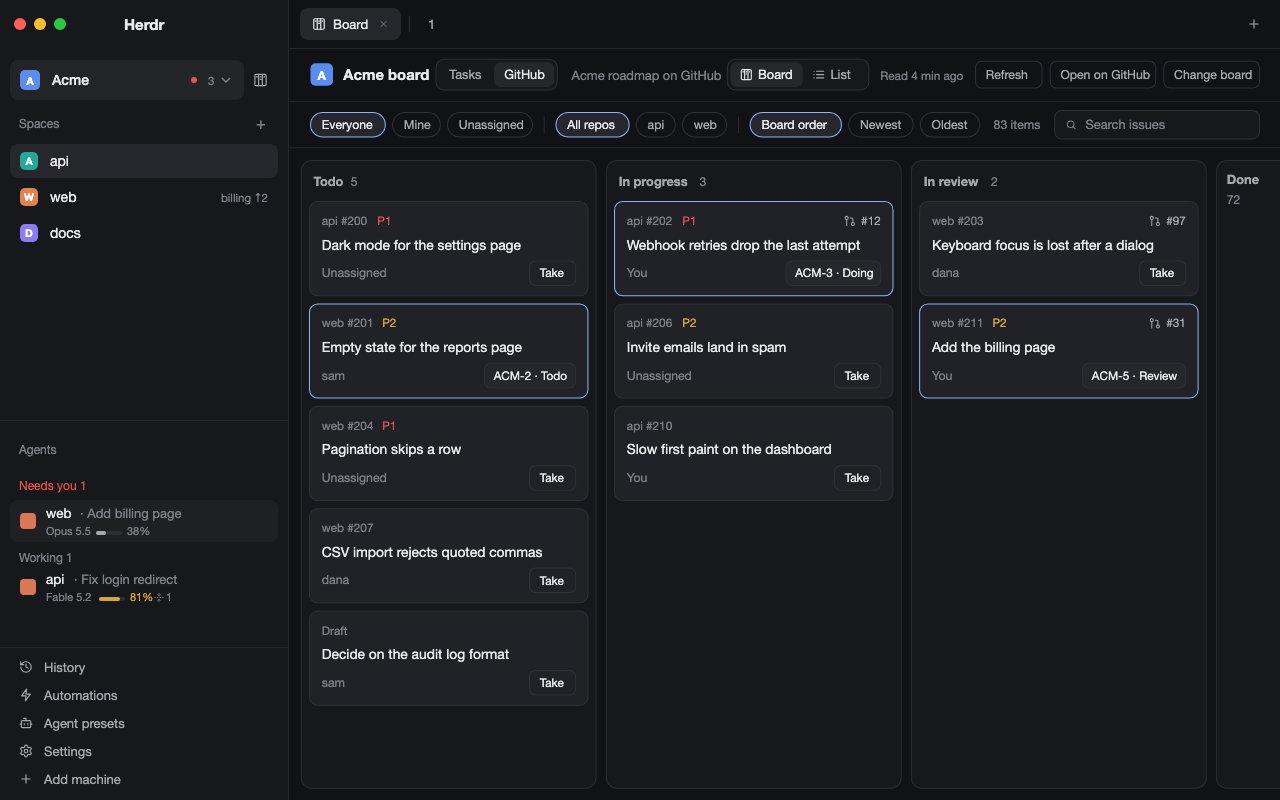 Herdr
A Acme 3
Spaces
A api
W web billing ↑2
D docs
Agents
Needs you 1
web · Add billing page
Opus 5.5 38%
Working 1
api · Fix login redirect
Fable 5.2 81% 1
History
Automations
Agent presets
Settings
Add machine
Board 1
A Acme board Tasks GitHub Acme roadmap on GitHub Board List Read 4 min ago Refresh Open on GitHub Change board
Everyone Mine Unassigned All repos api web Board order Newest Oldest 83 items Search issues
Todo 5
api #200 P1
Dark mode for the settings page
Unassigned Take
web #201 P2
Empty state for the reports page
sam ACM-2 · Todo
web #204 P1
Pagination skips a row
Unassigned Take
web #207
CSV import rejects quoted commas
dana Take
Draft
Decide on the audit log format
sam Take
In progress 3
api #202 P1 #12
Webhook retries drop the last attempt
You ACM-3 · Doing
api #206 P2
Invite emails land in spam
Unassigned Take
api #210
Slow first paint on the dashboard
You Take
In review 2
web #203 #97
Keyboard focus is lost after a dialog
dana Take
web #211 P2 #31
Add the billing page
You ACM-5 · Review
Done
72